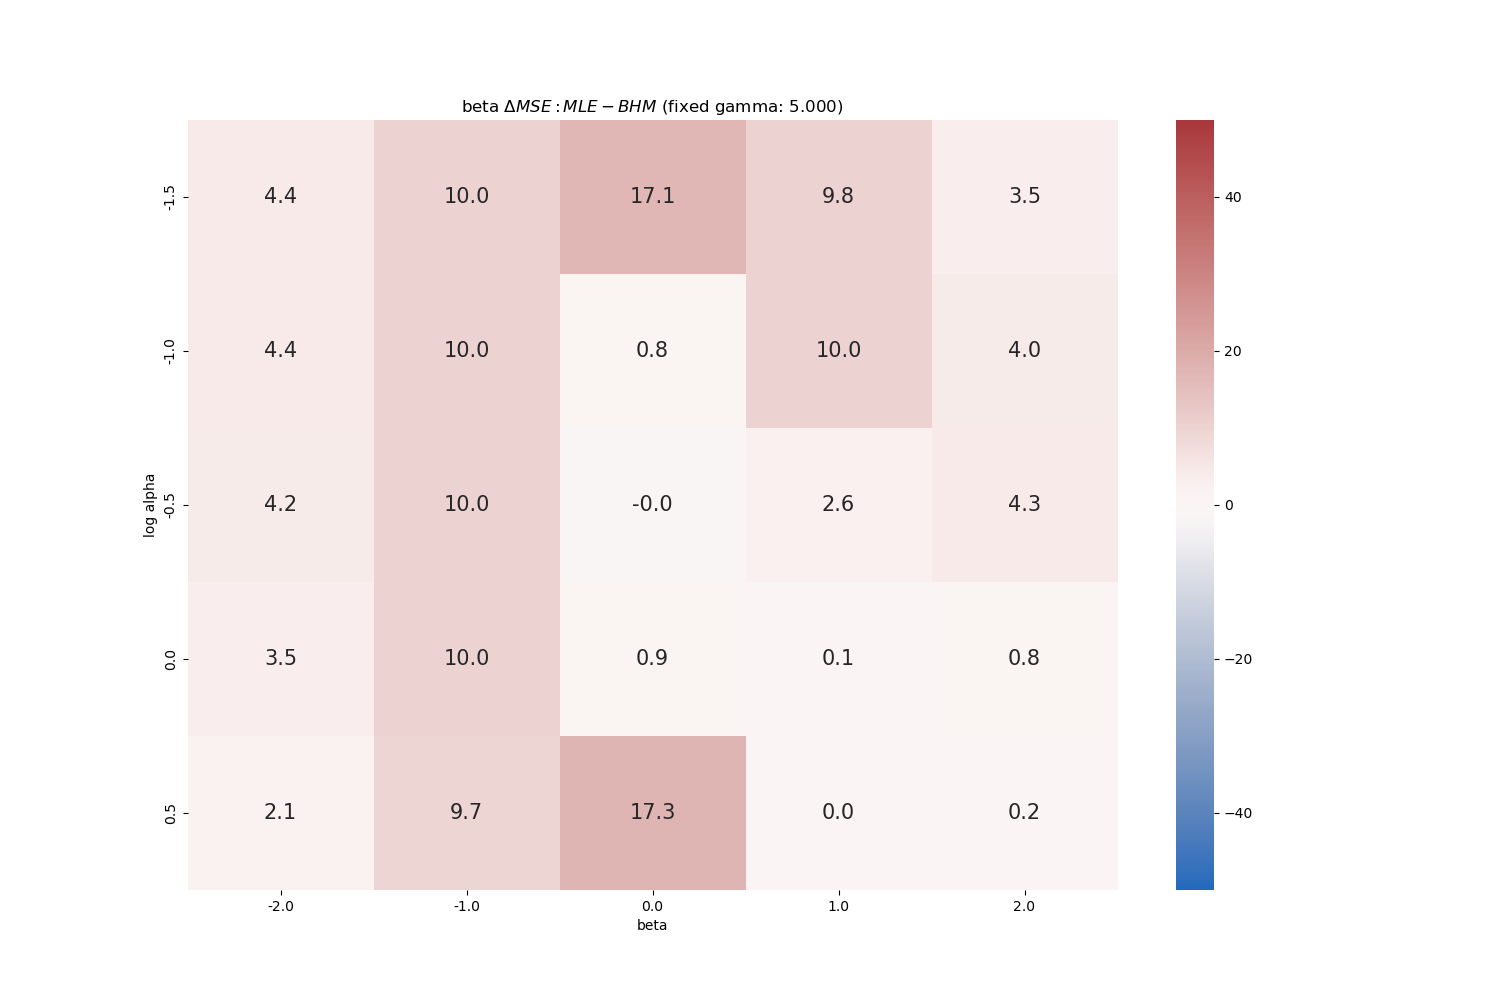 beta ΔMSE : MLE − BHM (fixed gamma: 5.000)
log alpha
-1.5 4.4 10.0 17.1 9.8 3.5
-1.0 4.4 10.0 0.8 10.0 4.0
-0.5 4.2 10.0 -0.0 2.6 4.3
0.0 3.5 10.0 0.9 0.1 0.8
0.5 2.1 9.7 17.3 0.0 0.2
-2.0 -1.0 0.0 1.0 2.0
beta
40
20
0
−20
−40